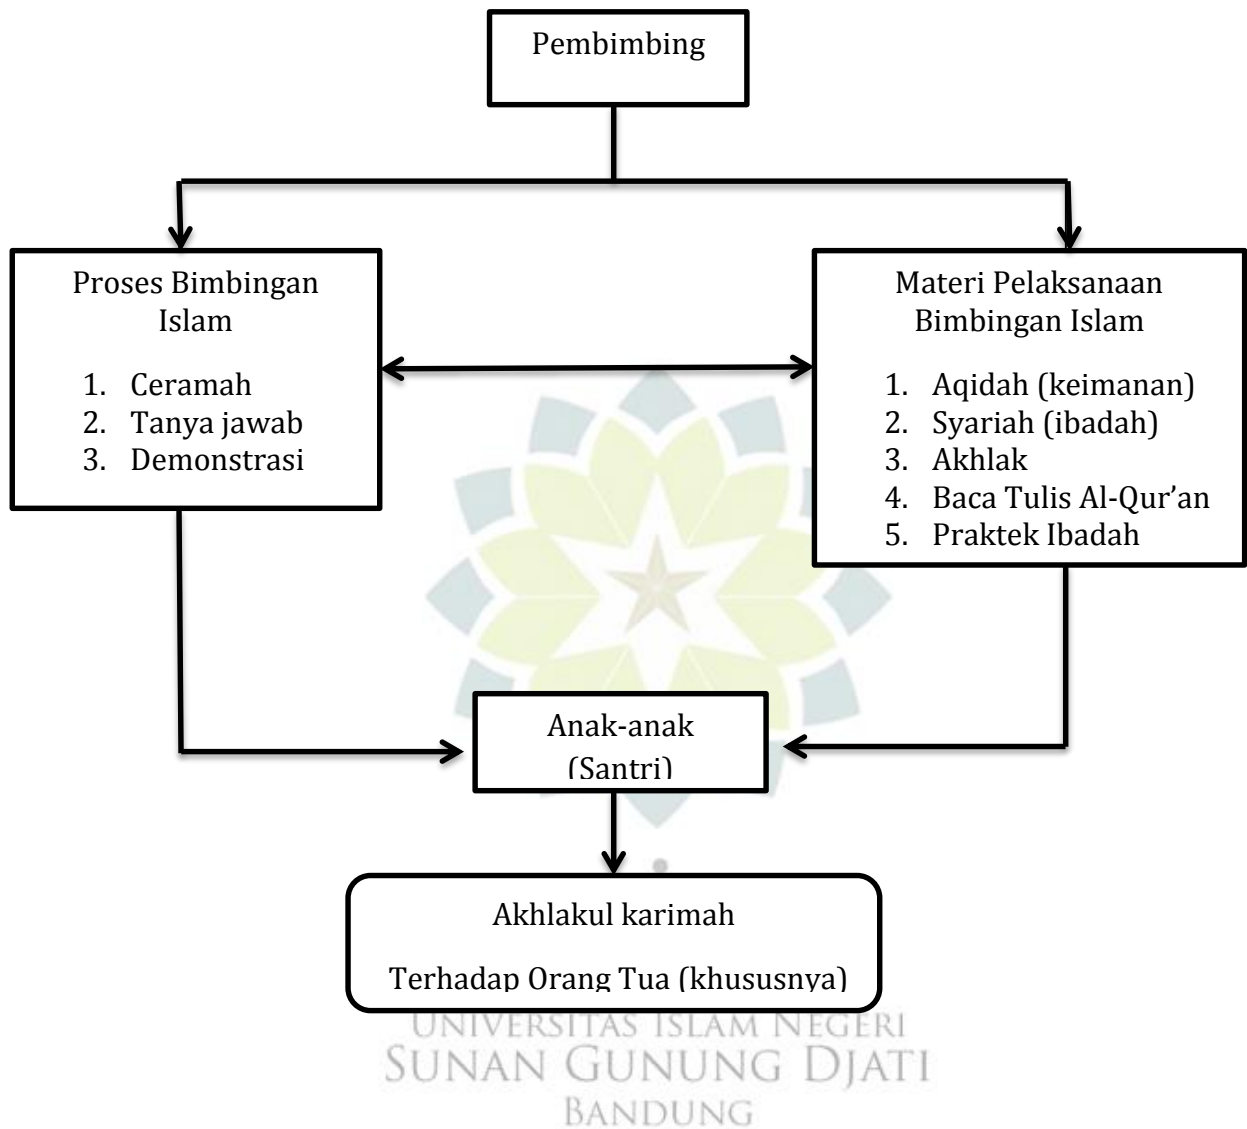 Pembimbing
Proses Bimbingan
Islam
1. Ceramah
2. Tanya jawab
3. Demonstrasi
Materi Pelaksanaan
Bimbingan Islam
1. Aqidah (keimanan)
2. Syariah (ibadah)
3. Akhlak
4. Baca Tulis Al-Qur’an
5. Praktek Ibadah
Anak-anak
(Santri)
Akhlakul karimah
Terhadap Orang Tua (khususnya)
UNIVERSITAS ISLAM NEGERI
SUNAN GUNUNG DJATI
BANDUNG